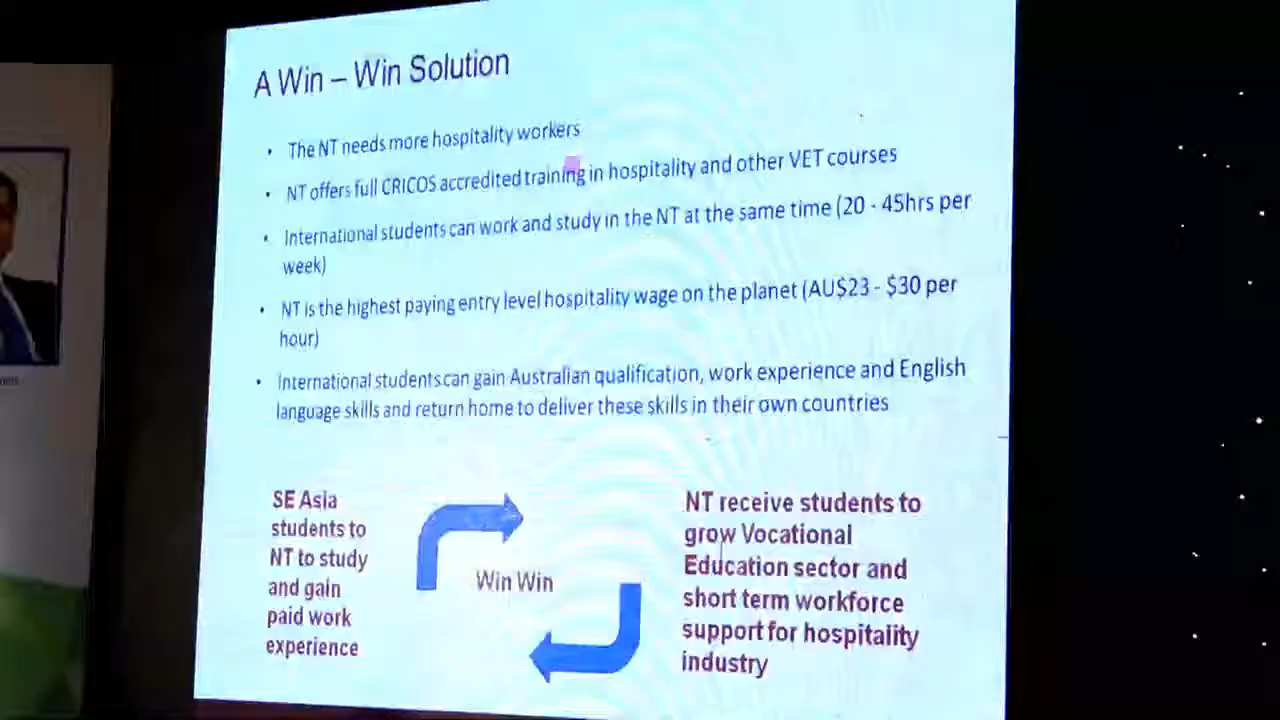 A Win – Win Solution
• The NT needs more hospitality workers
• NT offers full CRICOS accredited training in hospitality and other VET courses
• International students can work and study in the NT at the same time (20 - 45hrs per
week)
• NT is the highest paying entry level hospitality wage on the planet (AU$23 - $30 per
hour)
• International students can gain Australian qualification, work experience and English
language skills and return home to deliver these skills in their own countries
SE Asia
students to
NT to study
and gain
paid work
experience
Win Win
NT receive students to
grow Vocational
Education sector and
short term workforce
support for hospitality
industry